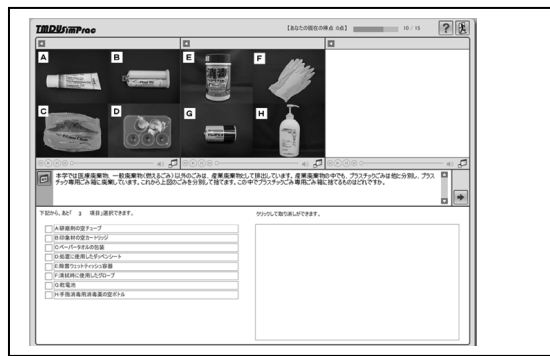 TMDUSimPrac
【あなたの現在の得点 0点】
10 / 15
?
A
B
E
F
C
D
G
H
本学では医療廃棄物、一般廃棄物(燃えるごみ)以外のごみは、産業廃棄物として排出しています。産業廃棄物の中でも、プラスチックごみは他に分別し、プラス
チック専用ごみ箱に廃棄しています。これから上図のごみを分別して捨てます。この中でプラスチックごみ専用ごみ箱に捨てるものはどれですか。
下記から、あと「 3 項目」選択できます。
クリックして取り消しができます。
A:研磨剤の空チューブ
B:印象材の空カートリッジ
C:ペーパータオルの包装
D:処置に使用したダッペンシート
E:除菌ウェットティッシュ容器
F:清拭時に使用したグローブ
G:乾電池
H:手指消毒用消毒薬の空ボトル